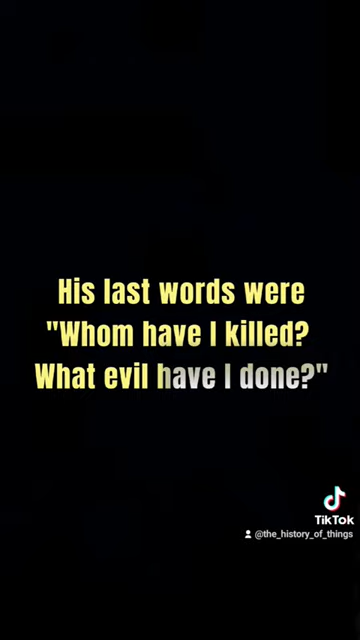 His last words were
"Whom have I killed?
What evil have I done?"
TikTok
@the_history_of_things